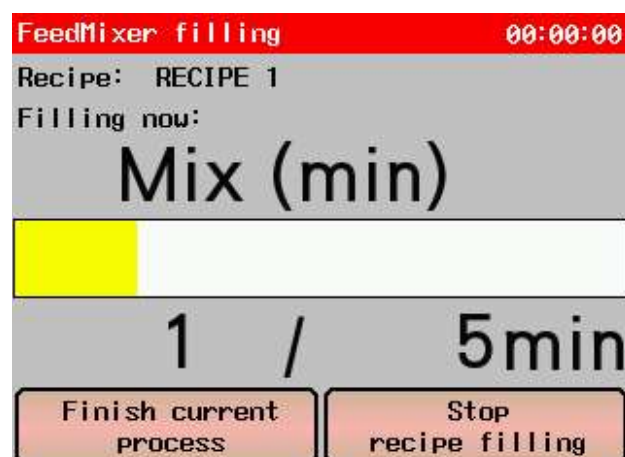 FeedMixer filling 00:00:00
Recipe: RECIPE 1
Filling now:
Mix (min)
1 / 5min
Finish current process
Stop recipe filling